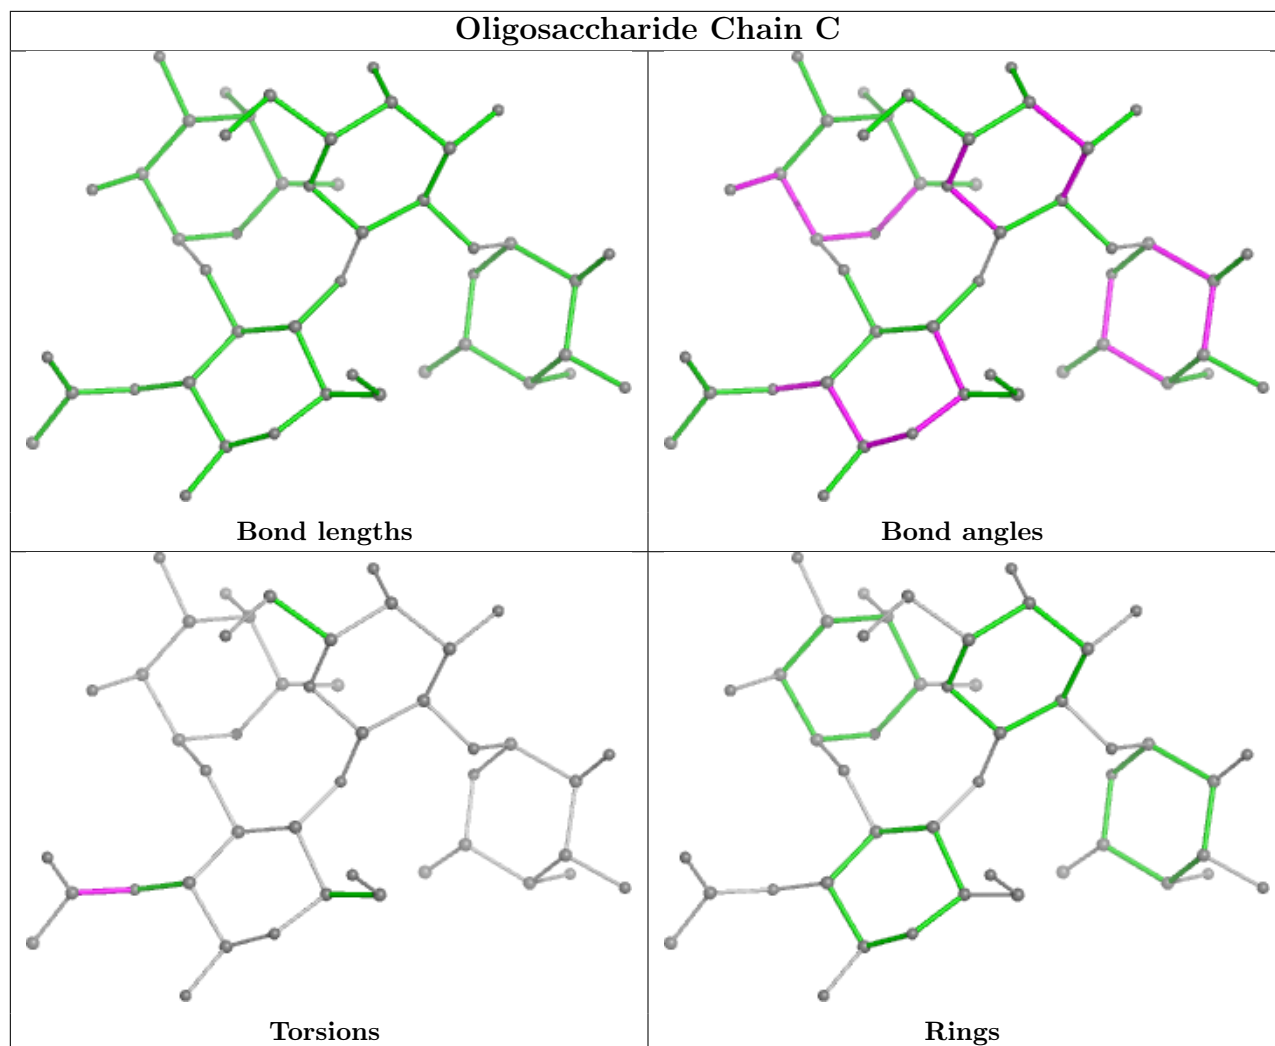 Oligosaccharide Chain C
Bond lengths
Bond angles
Torsions
Rings